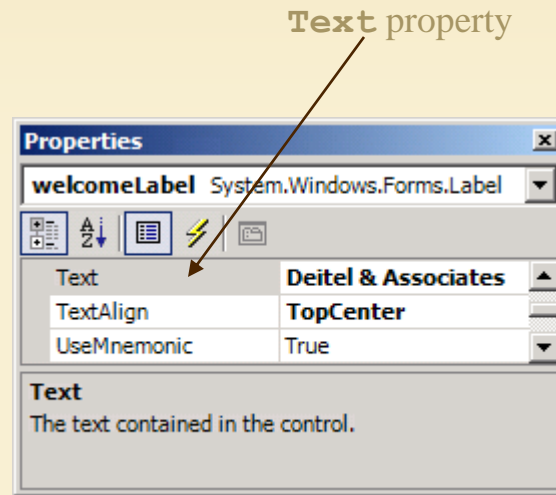 Text property
Properties
welcomeLabel System.Windows.Forms.Label
Text Deitel & Associates
TextAlign TopCenter
UseMnemonic True
Text
The text contained in the control.